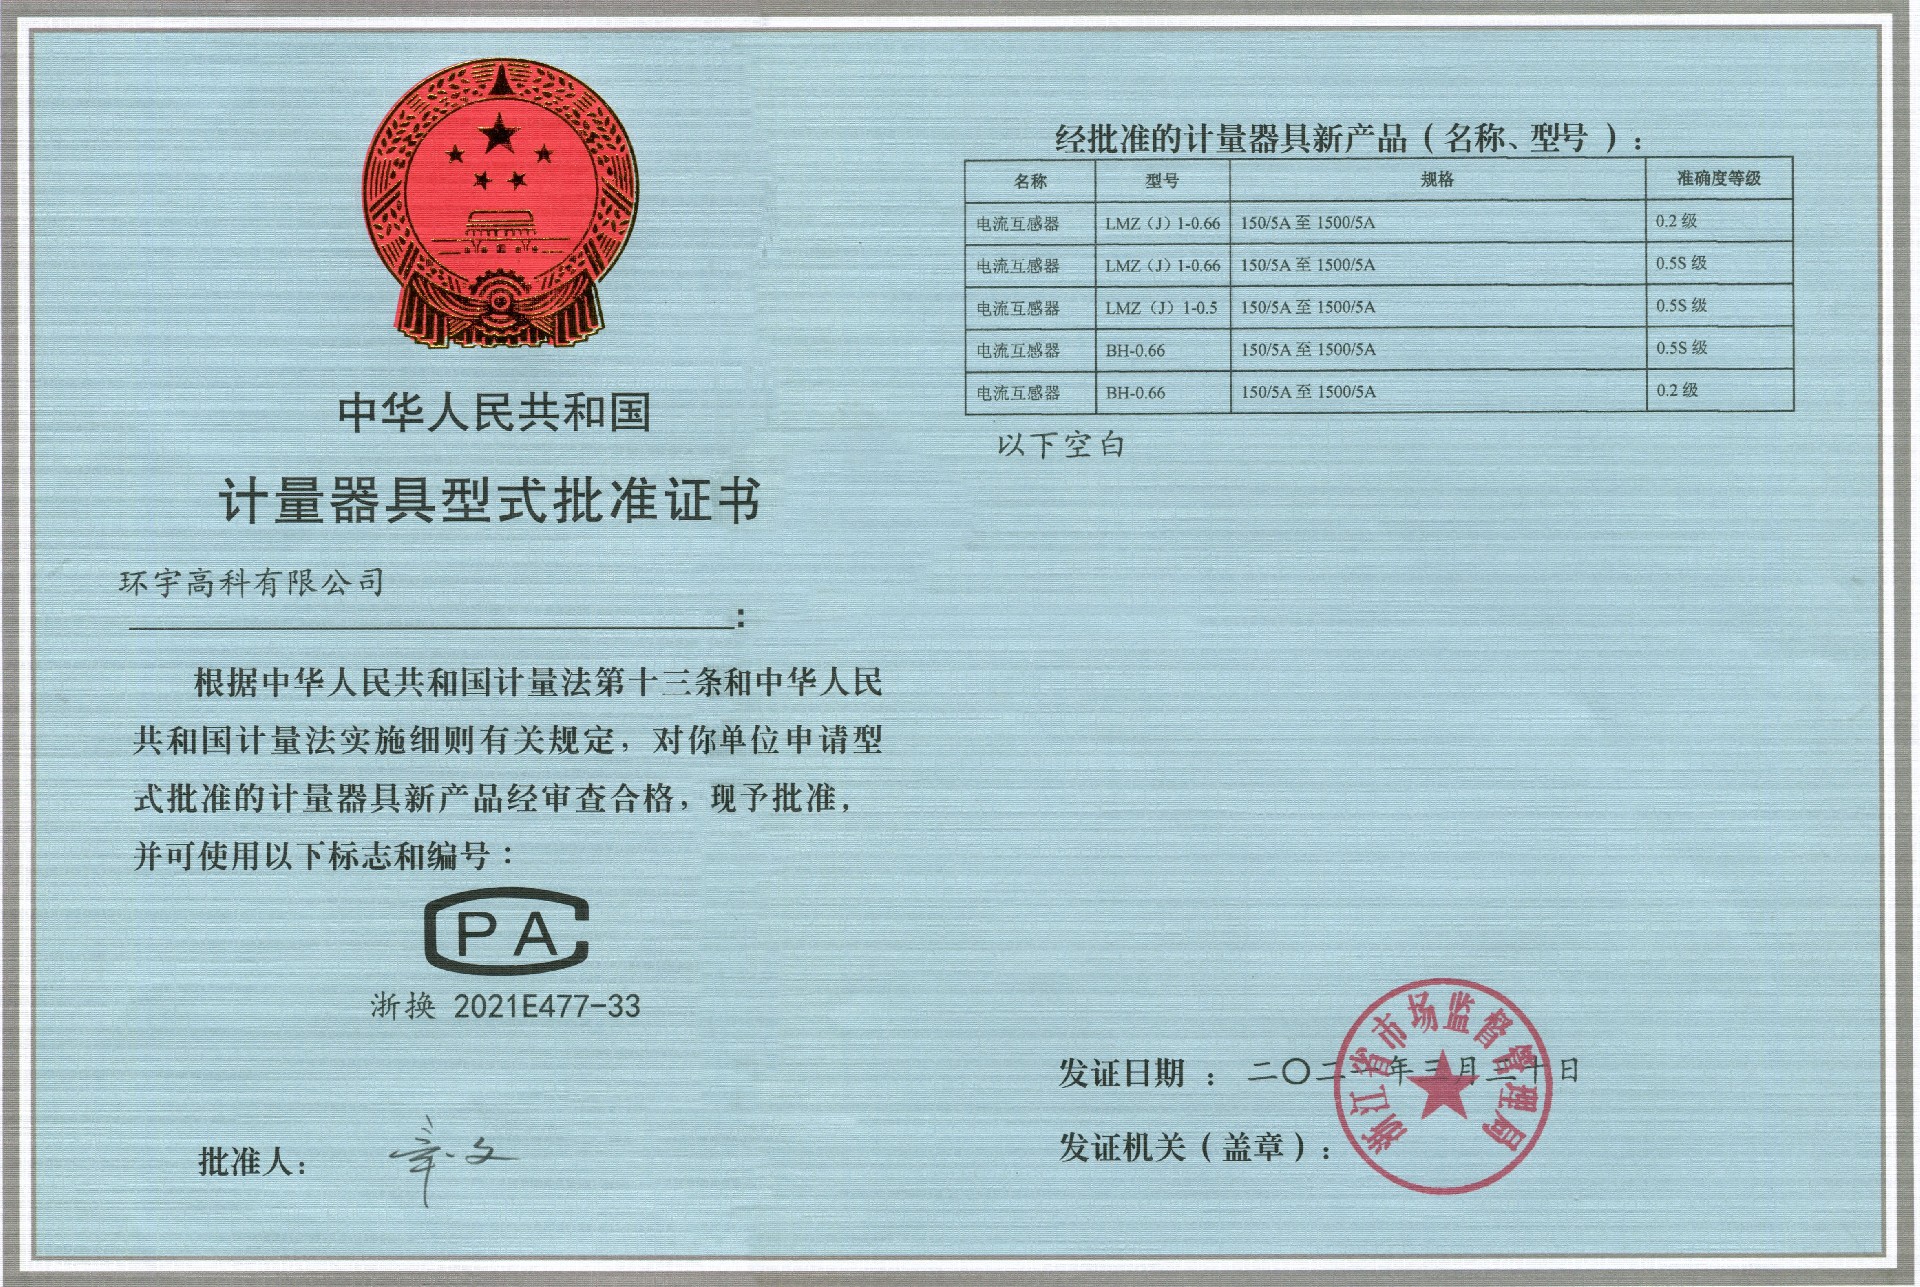 中华人民共和国
计量器具型式批准证书
环宇高科有限公司
:
根据中华人民共和国计量法第十三条和中华人民
共和国计量法实施细则有关规定，对你单位申请型
式批准的计量器具新产品经审查合格，现予批准，
并可使用以下标志和编号：
CPA
浙换 2021E477-33
批准人：
经批准的计量器具新产品（名称、型号 ）：
名称 型号 规格 准确度等级
电流互感器 LMZ（J）1-0.66 150/5A 至 1500/5A 0.2 级
电流互感器 LMZ（J）1-0.66 150/5A 至 1500/5A 0.5S 级
电流互感器 LMZ（J）1-0.5 150/5A 至 1500/5A 0.5S 级
电流互感器 BH-0.66 150/5A 至 1500/5A 0.5S 级
电流互感器 BH-0.66 150/5A 至 1500/5A 0.2 级
以下空白
发证日期 ： 二〇二一年三月三十日
发证机关（盖章）：
浙江省市场监督管理局